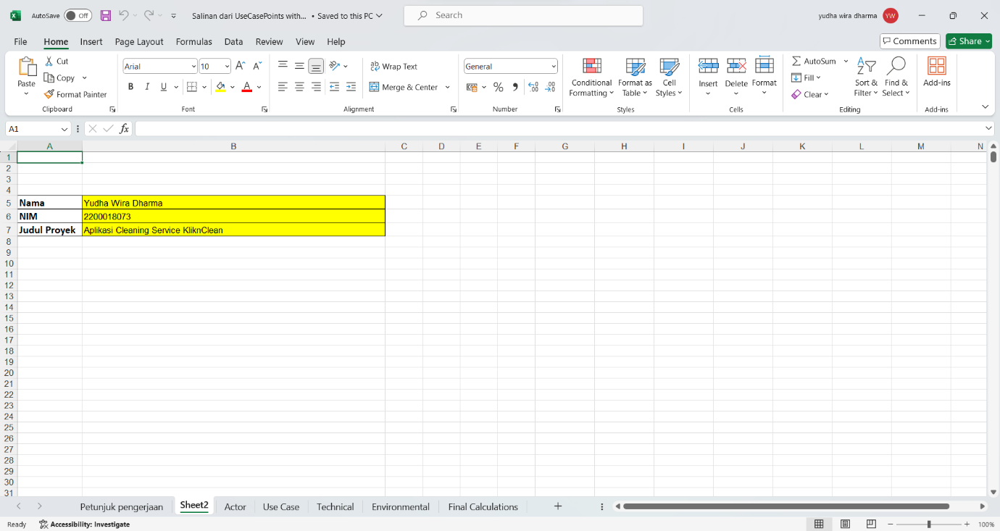 AutoSave Off Salinan dari UseCasePoints with... • Saved to this PC Search yudha wira dharma YW
File Home Insert Page Layout Formulas Data Review View Help Comments Share
Paste Cut Copy Format Painter Clipboard
Arial 10 B I U Font
Wrap Text Merge & Center Alignment
General Number
Conditional Formatting Format as Table Cell Styles Styles
Insert Delete Format Cells
AutoSum Fill Clear Sort & Filter Find & Select Editing
Add-ins Add-ins
A1 fx
A B C D E F G H I J K L M N
1
2
3
4
5 Nama Yudha Wira Dharma
6 NIM 2200018073
7 Judul Proyek Aplikasi Cleaning Service KliknClean
8
9
10
11
12
13
14
15
16
17
18
19
20
21
22
23
24
25
26
27
28
29
30
31
Petunjuk pengerjaan Sheet2 Actor Use Case Technical Environmental Final Calculations +
Ready Accessibility: Investigate 100%